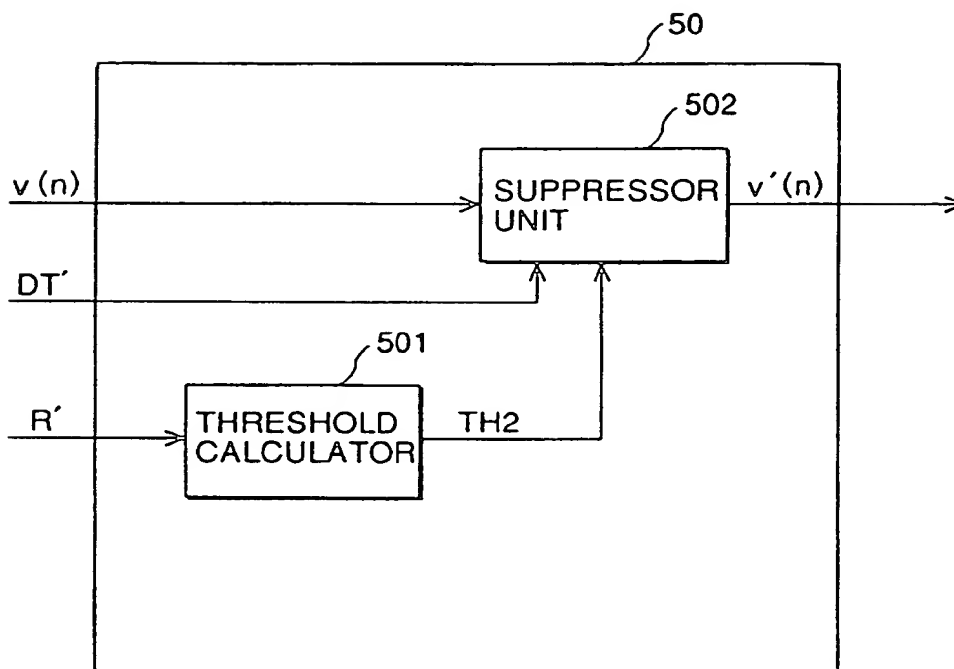 50
502
v(n)
SUPPRESSOR
UNIT
v′(n)
DT′
501
R′
THRESHOLD
CALCULATOR
TH2